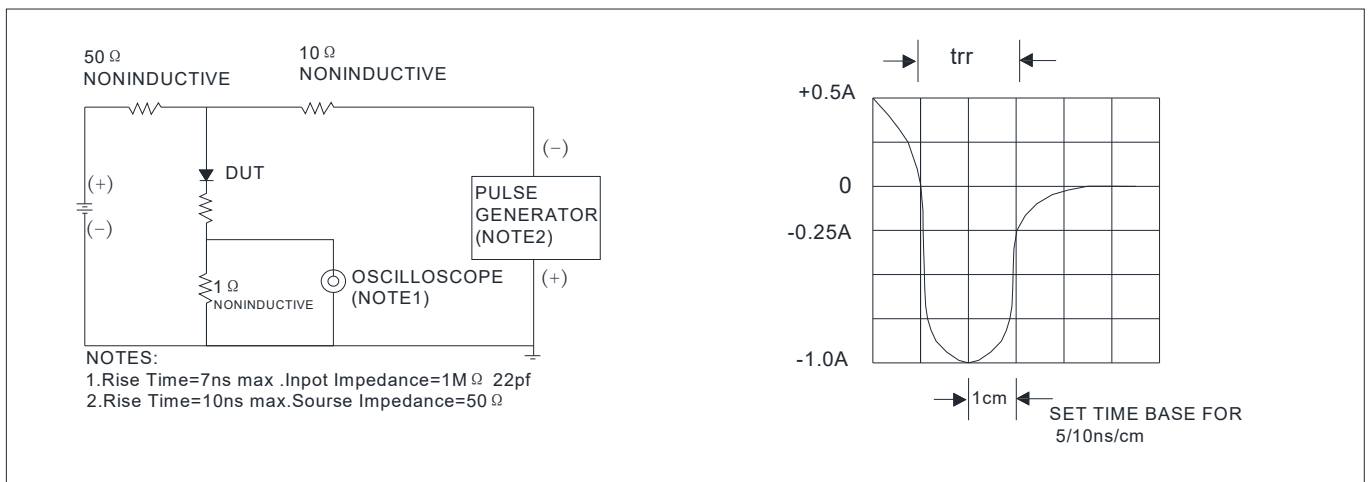 50 Ω
NONINDUCTIVE
10 Ω
NONINDUCTIVE
(+)
(−)
DUT
1 Ω
NONINDUCTIVE
OSCILLOSCOPE
(NOTE1)
(−)
PULSE
GENERATOR
(NOTE2)
(+)
NOTES:
1.Rise Time=7ns max .Inpot Impedance=1M Ω 22pf
2.Rise Time=10ns max.Sourse Impedance=50 Ω
trr
+0.5A
0
-0.25A
-1.0A
1cm
SET TIME BASE FOR
5/10ns/cm